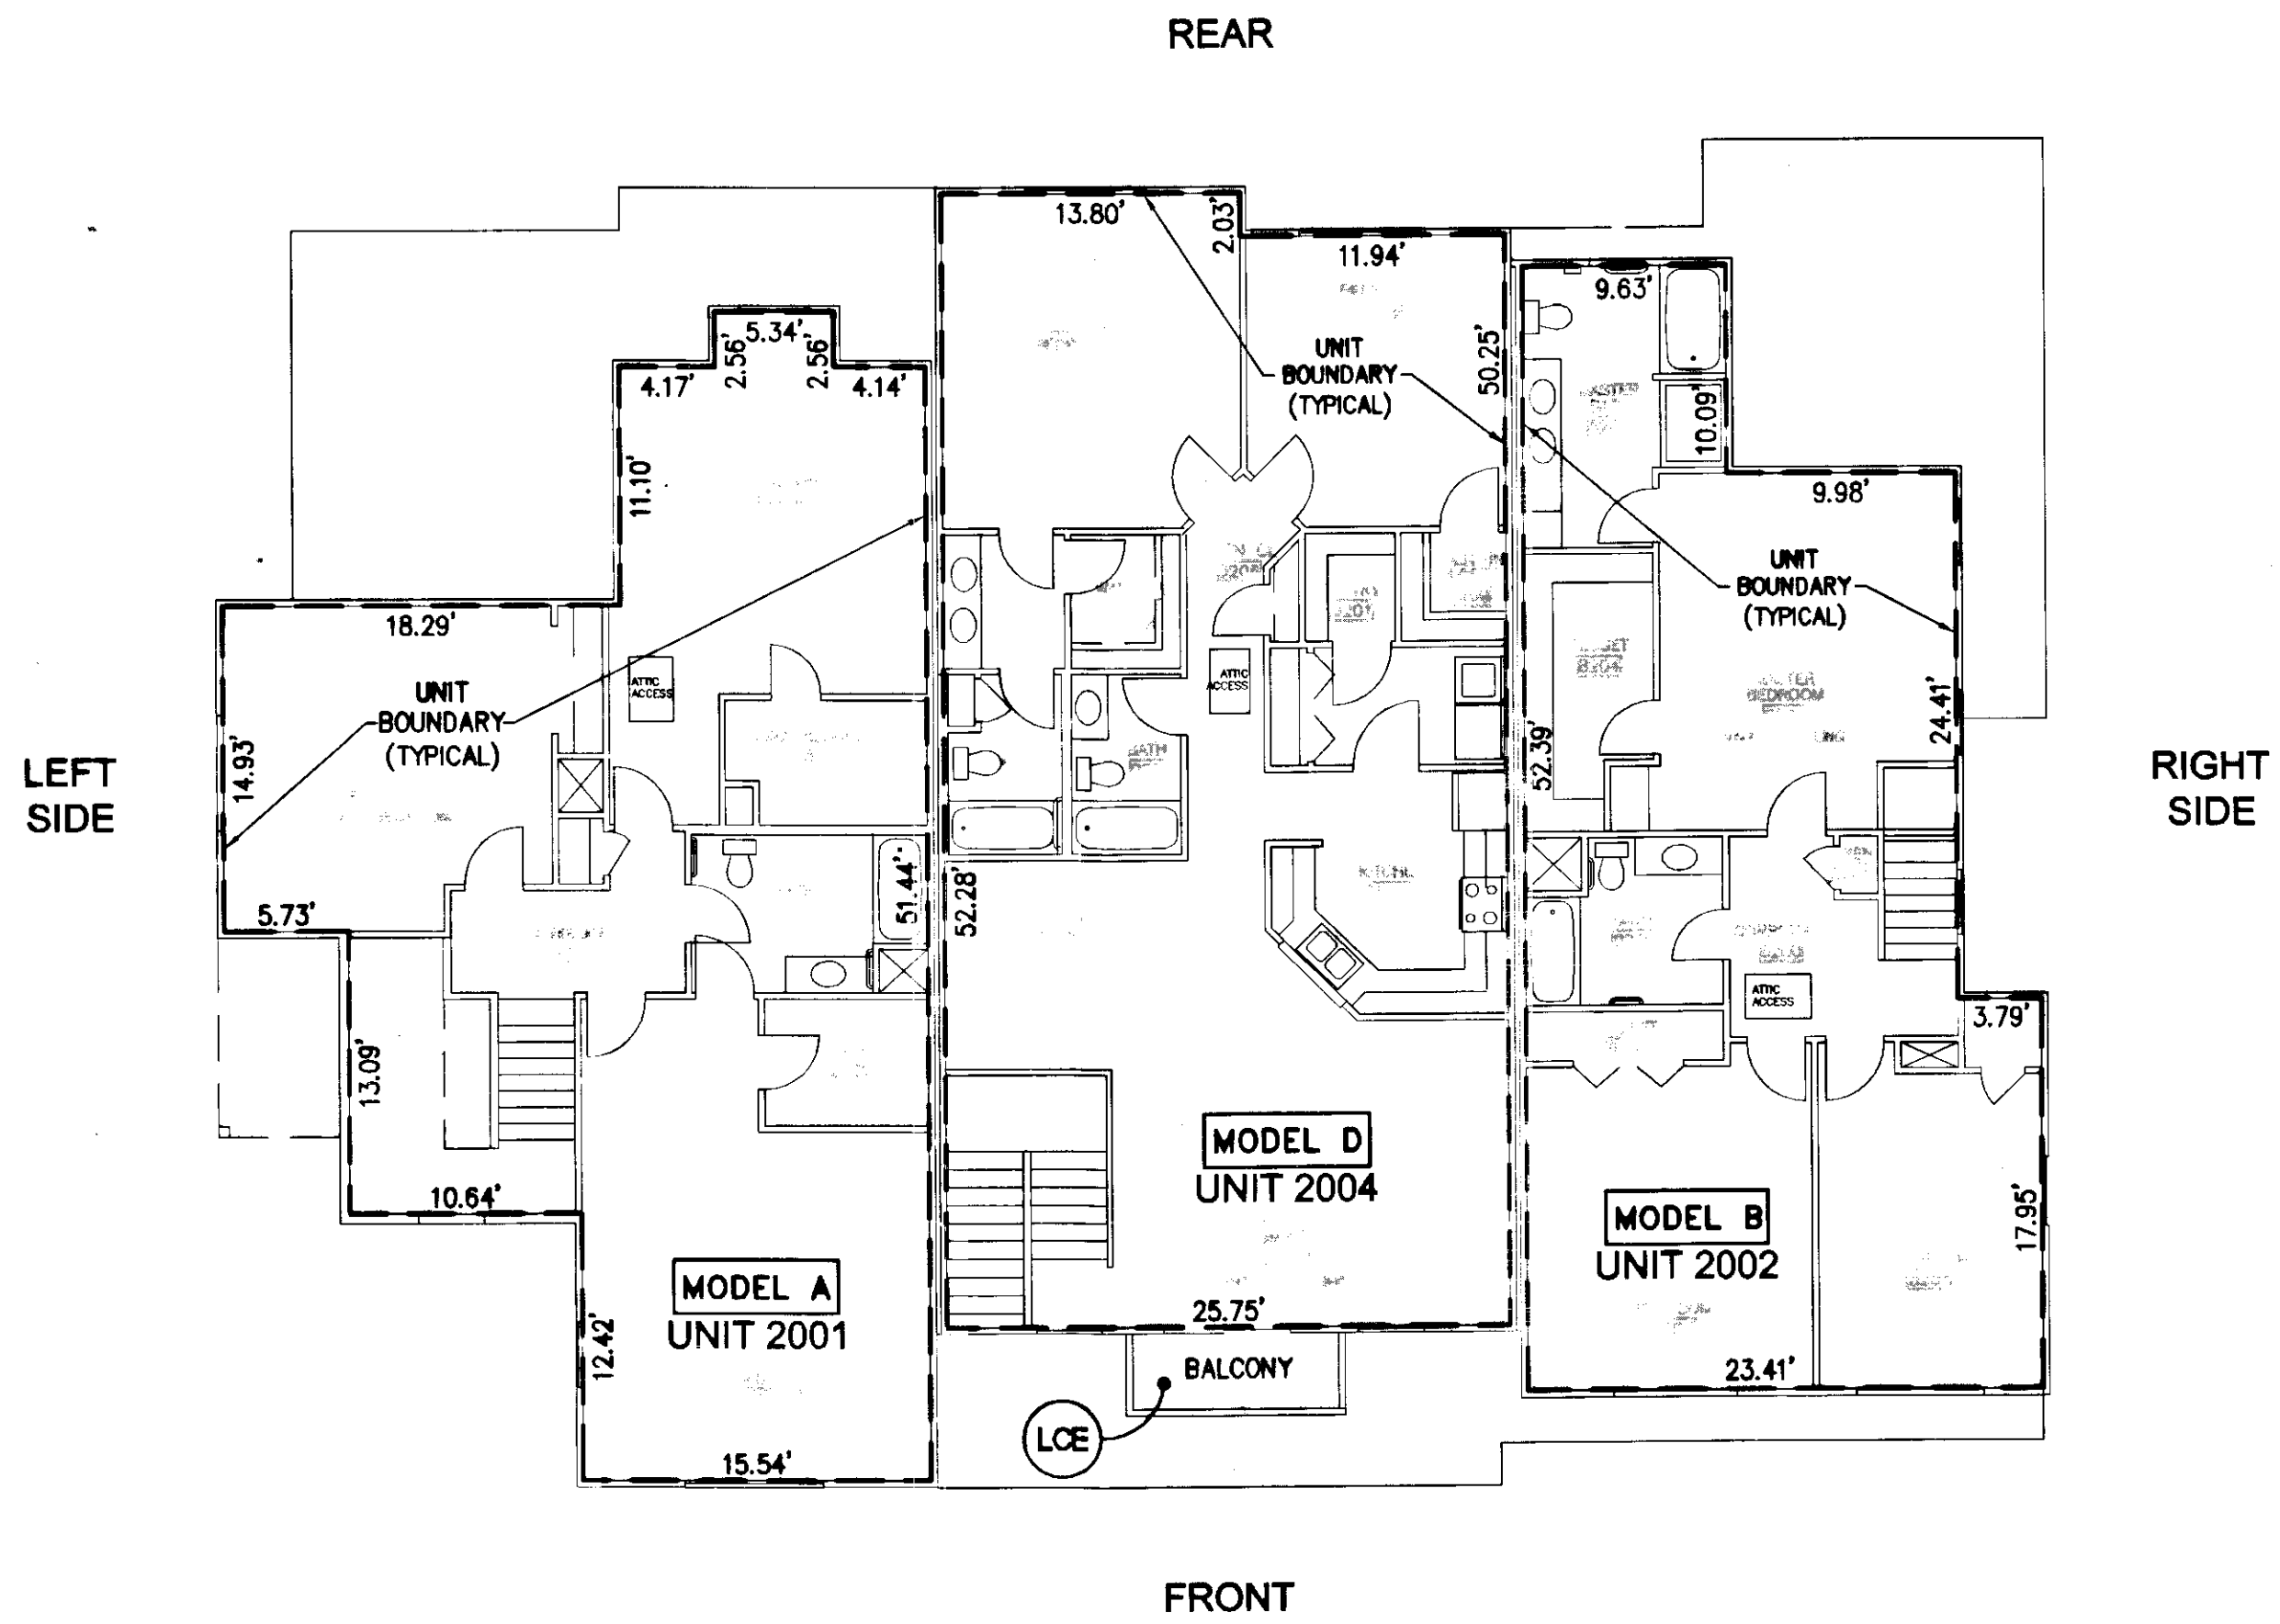 REAR
13.80'
2.03'
11.94'
9.63'
5.34'
2.56'
2.56'
4.17'
4.14'
UNIT
BOUNDARY
(TYPICAL)
50.25'
10.09'
11.10'
9.98'
UNIT
BOUNDARY
(TYPICAL)
18.29'
ATTIC
ACCESS
ATTIC
ACCESS
UNIT
BOUNDARY
(TYPICAL)
BEDROOM
24.41'
14.93'
52.39'
LEFT
SIDE
RIGHT
SIDE
BATH
51.44'
52.28'
5.73'
ATTIC
ACCESS
3.79'
13.09'
MODEL D
UNIT 2004
10.64'
MODEL B
UNIT 2002
17.95'
MODEL A
UNIT 2001
25.75'
12.42'
BALCONY
23.41'
LCE
15.54'
FRONT